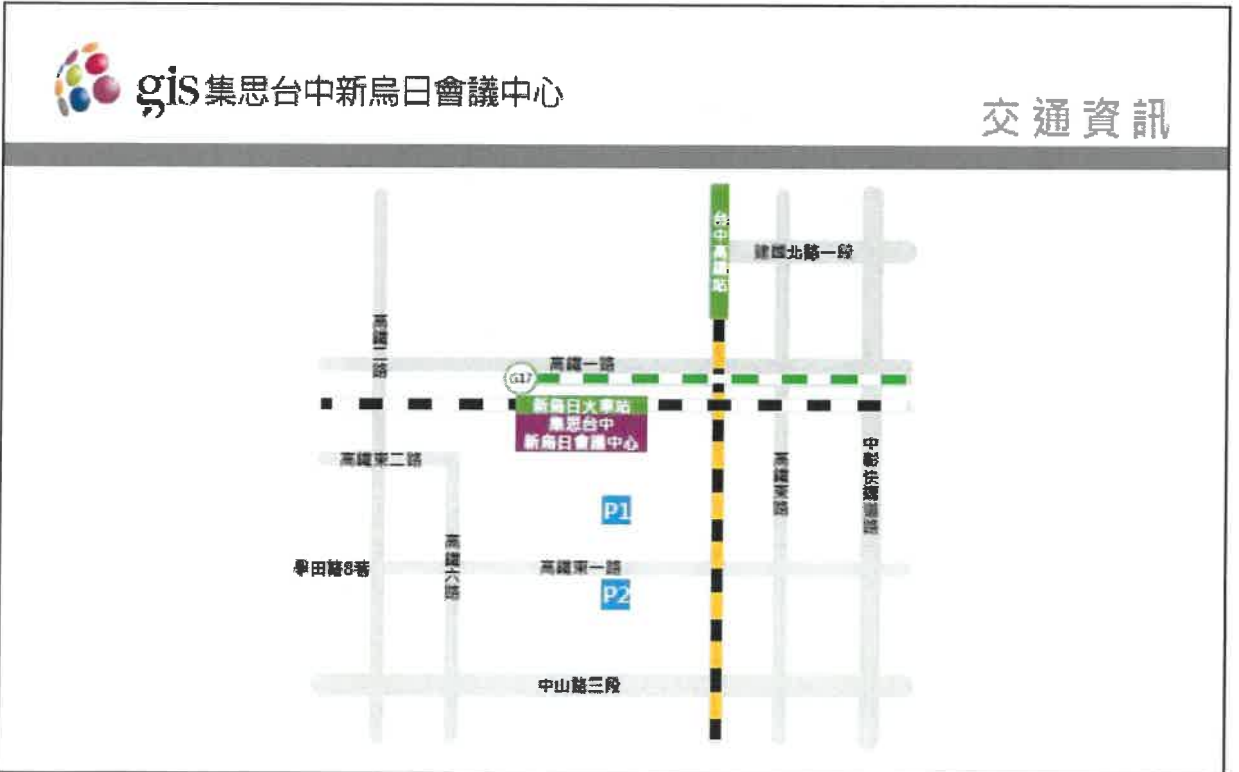 gis集思台中新烏日會議中心
交通資訊
台中高鐵站
建國北路一段
高鐵二路
高鐵一路
G17
新烏日火車站
集思台中
新烏日會議中心
高鐵東二路
高鐵東路
中彰快速道路
P1
高鐵六路
學田路8巷
高鐵東一路
P2
中山路三段